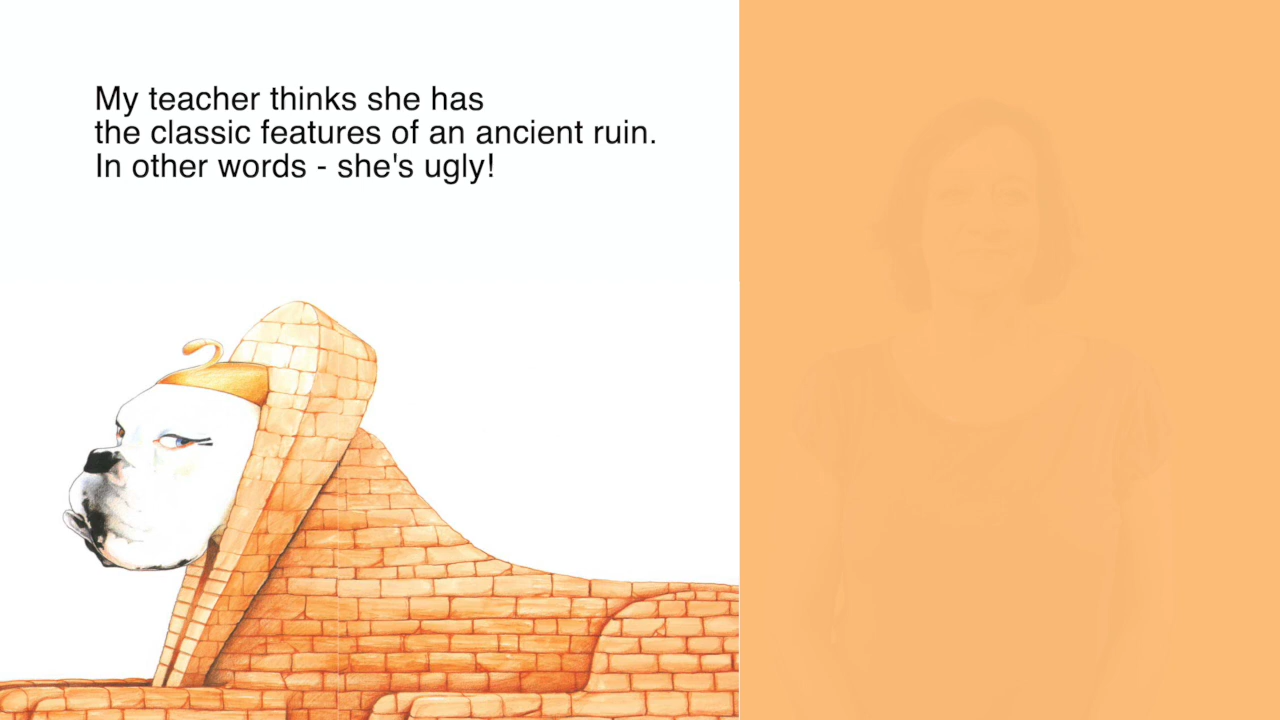 My teacher thinks she has
the classic features of an ancient ruin.
In other words - she's ugly!